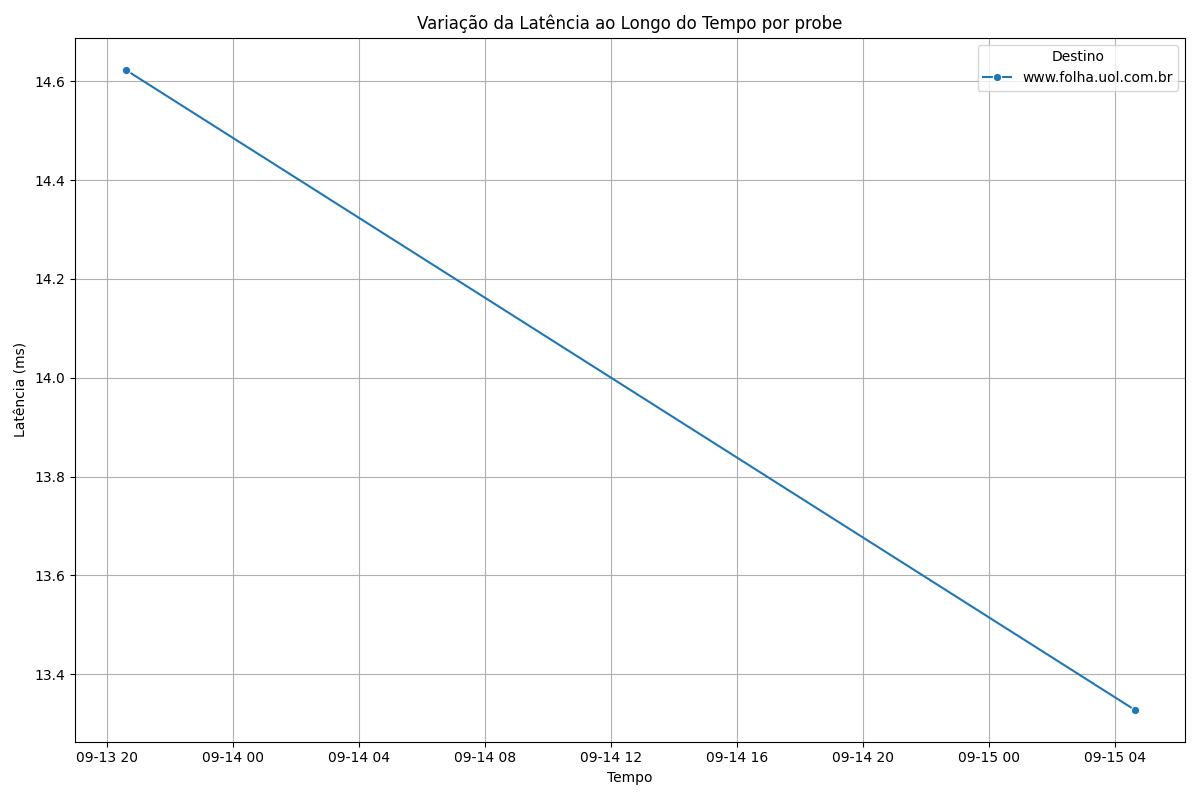 Variação da Latência ao Longo do Tempo por probe
Destino
www.folha.uol.com.br
Latência (ms)
14.6
14.4
14.2
14.0
13.8
13.6
13.4
09-13 20 09-14 00 09-14 04 09-14 08 09-14 12 09-14 16 09-14 20 09-15 00 09-15 04
Tempo